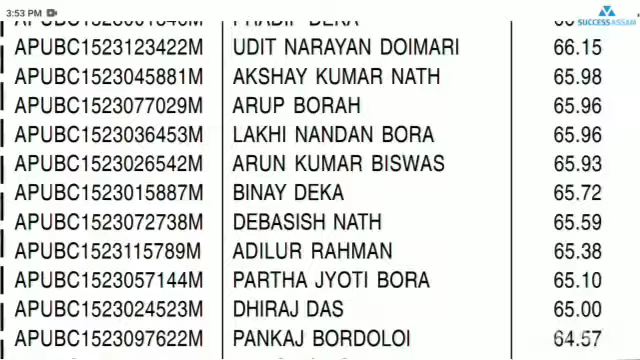 3:53 PM
SUCCESS ASSAM
APUBC1523123422M UDIT NARAYAN DOIMARI 66.15
APUBC1523045881M AKSHAY KUMAR NATH 65.98
APUBC1523077029M ARUP BORAH 65.96
APUBC1523036453M LAKHI NANDAN BORA 65.96
APUBC1523026542M ARUN KUMAR BISWAS 65.93
APUBC1523015887M BINAY DEKA 65.72
APUBC1523072738M DEBASISH NATH 65.59
APUBC1523115789M ADILUR RAHMAN 65.38
APUBC1523057144M PARTHA JYOTI BORA 65.10
APUBC1523024523M DHIRAJ DAS 65.00
APUBC1523097622M PANKAJ BORDOLOI 64.57